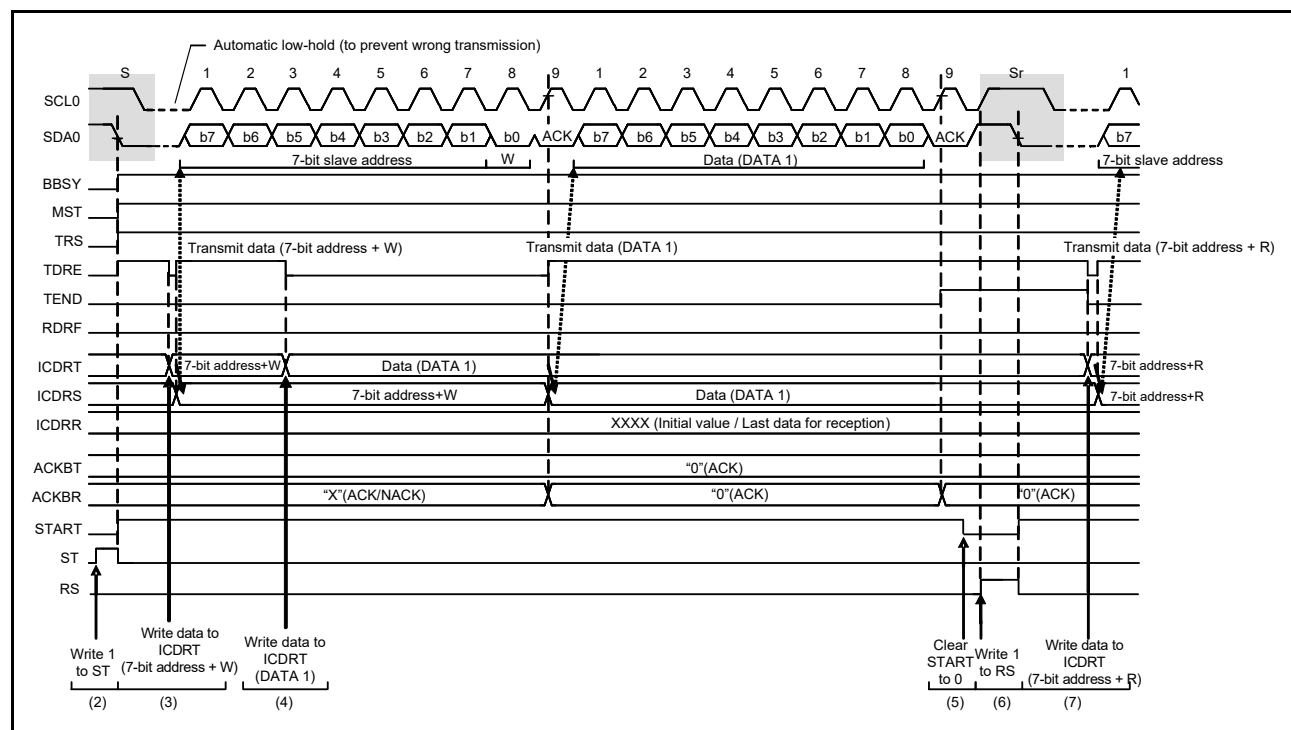 Automatic low-hold (to prevent wrong transmission)
S 1 2 3 4 5 6 7 8 9 1 2 3 4 5 6 7 8 9 Sr 1
SCL0
SDA0 b7 b6 b5 b4 b3 b2 b1 b0 ACK b7 b6 b5 b4 b3 b2 b1 b0 ACK b7
7-bit slave address W Data (DATA 1) 7-bit slave address
BBSY
MST
TRS
Transmit data (7-bit address + W) Transmit data (DATA 1) Transmit data (7-bit address + R)
TDRE
TEND
RDRF
ICDRT 7-bit address+W Data (DATA 1) 7-bit address+R
ICDRS 7-bit address+W Data (DATA 1) 7-bit address+R
ICDRR XXXX (Initial value / Last data for reception)
ACKBT "0"(ACK)
ACKBR "X"(ACK/NACK) "0"(ACK) "0"(ACK)
START
ST
RS
Write 1
to ST
Write data to
ICDRT
(7-bit address + W)
Write data to
ICDRT
(DATA 1)
Clear
START
to 0
Write 1
to RS
Write data to
ICDRT
(7-bit address + R)
(2) (3) (4) (5) (6) (7)